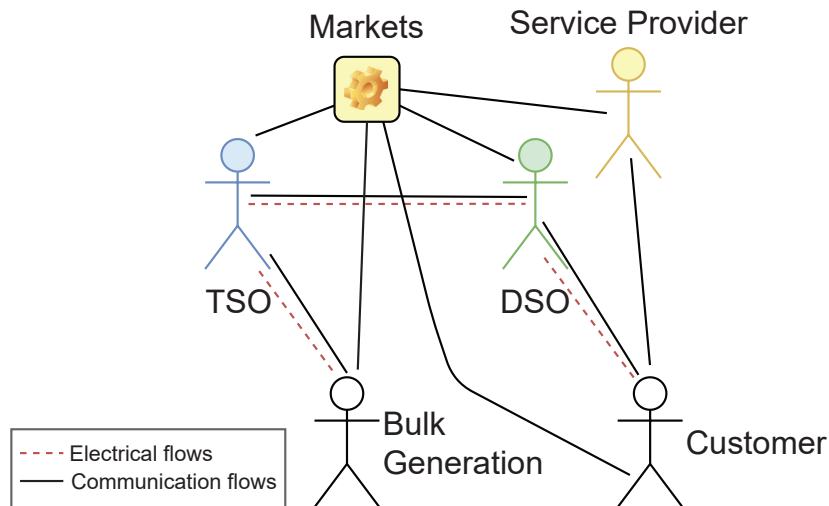 Markets
Service Provider
TSO
DSO
Bulk
Generation
Customer
Electrical flows
Communication flows